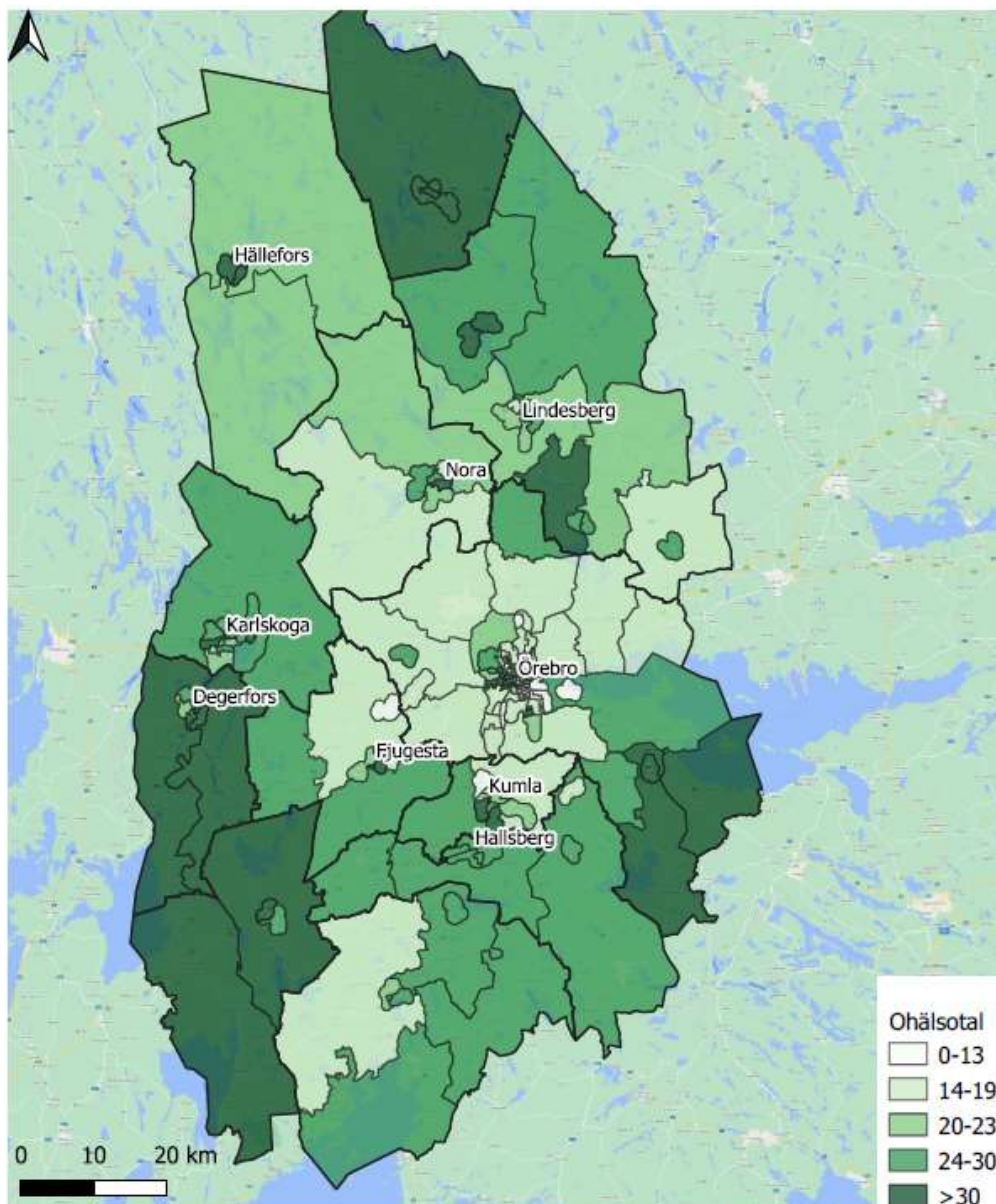 Hällefors
Lindesberg
Nora
Karlskoga
Örebro
Degerfors
Fjugesta
Kumla
Hallsberg
Ohälsotal
0-13
14-19
20-23
24-30
>30
0 10 20 km